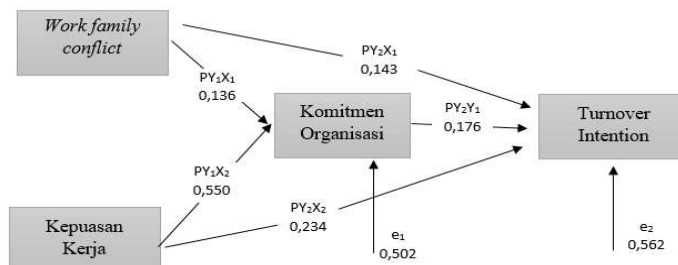 Work family
conflict
PY₂X₁
0,143
PY₁X₁
0,136
Komitmen
Organisasi
PY₂Y₁
0,176
Turnover
Intention
PY₁X₂
0,550
PY₂X₂
0,234
Kepuasan
Kerja
e₁
0,502
e₂
0,562